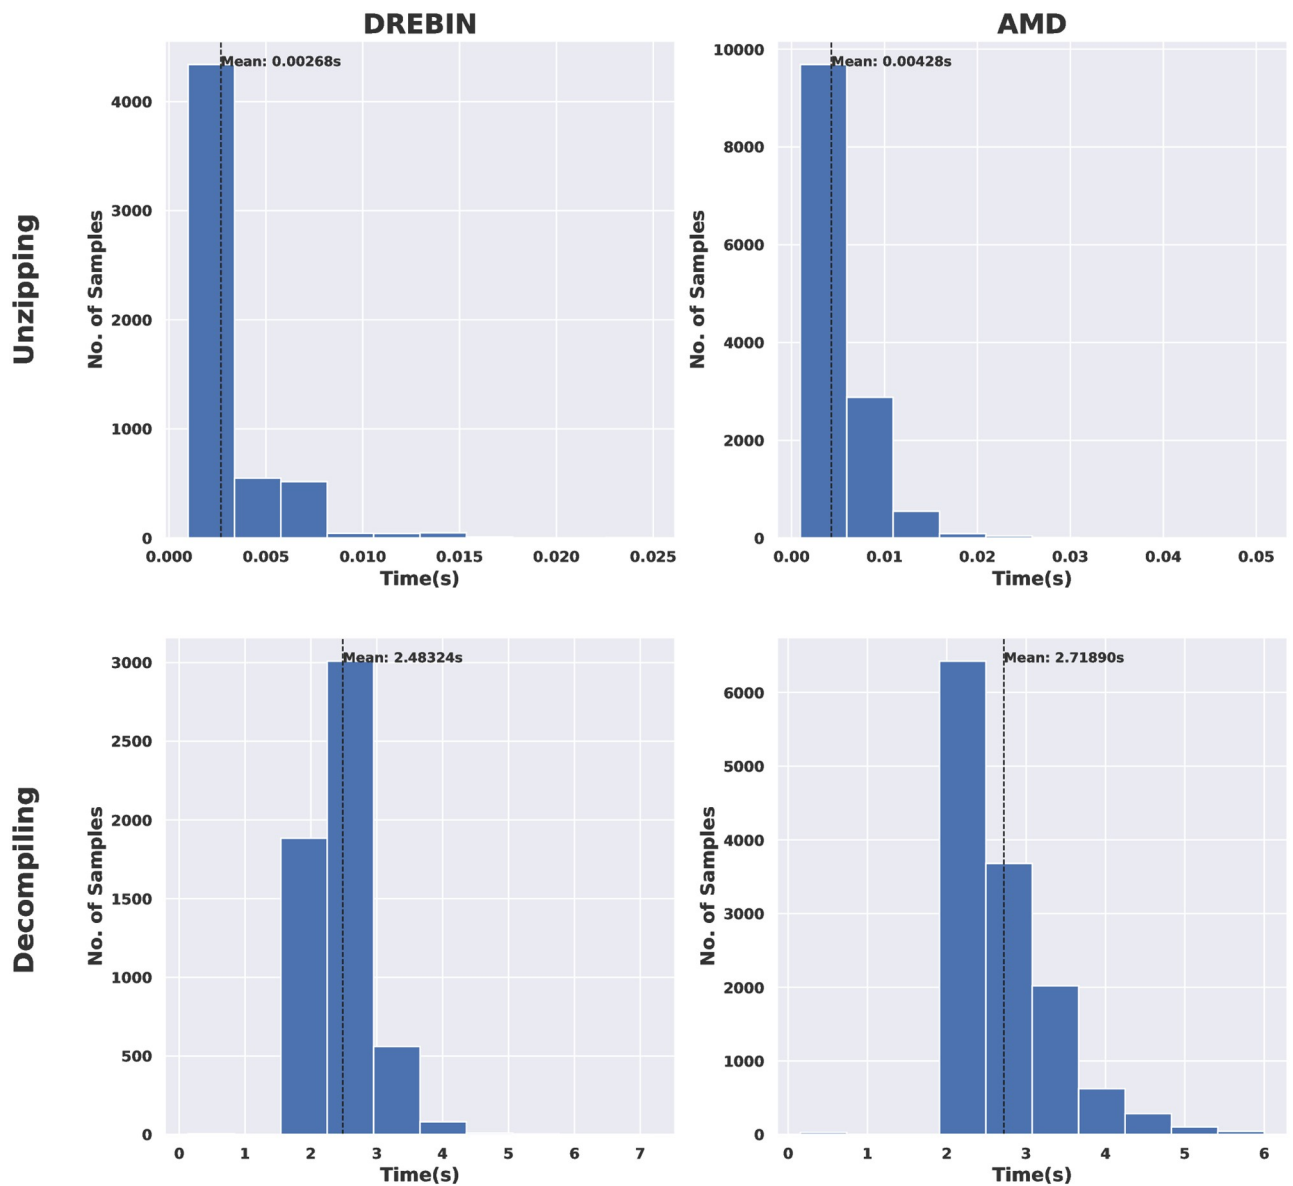 DREBIN
AMD
Unzipping
No. of Samples
4000
3000
2000
1000
0
Mean: 0.00268s
0.000 0.005 0.010 0.015 0.020 0.025
Time(s)
No. of Samples
10000
8000
6000
4000
2000
0
Mean: 0.00428s
0.00 0.01 0.02 0.03 0.04 0.05
Time(s)
Decompiling
No. of Samples
3000
2500
2000
1500
1000
500
0
Mean: 2.48324s
0 1 2 3 4 5 6 7
Time(s)
No. of Samples
6000
5000
4000
3000
2000
1000
0
Mean: 2.71890s
0 1 2 3 4 5 6
Time(s)